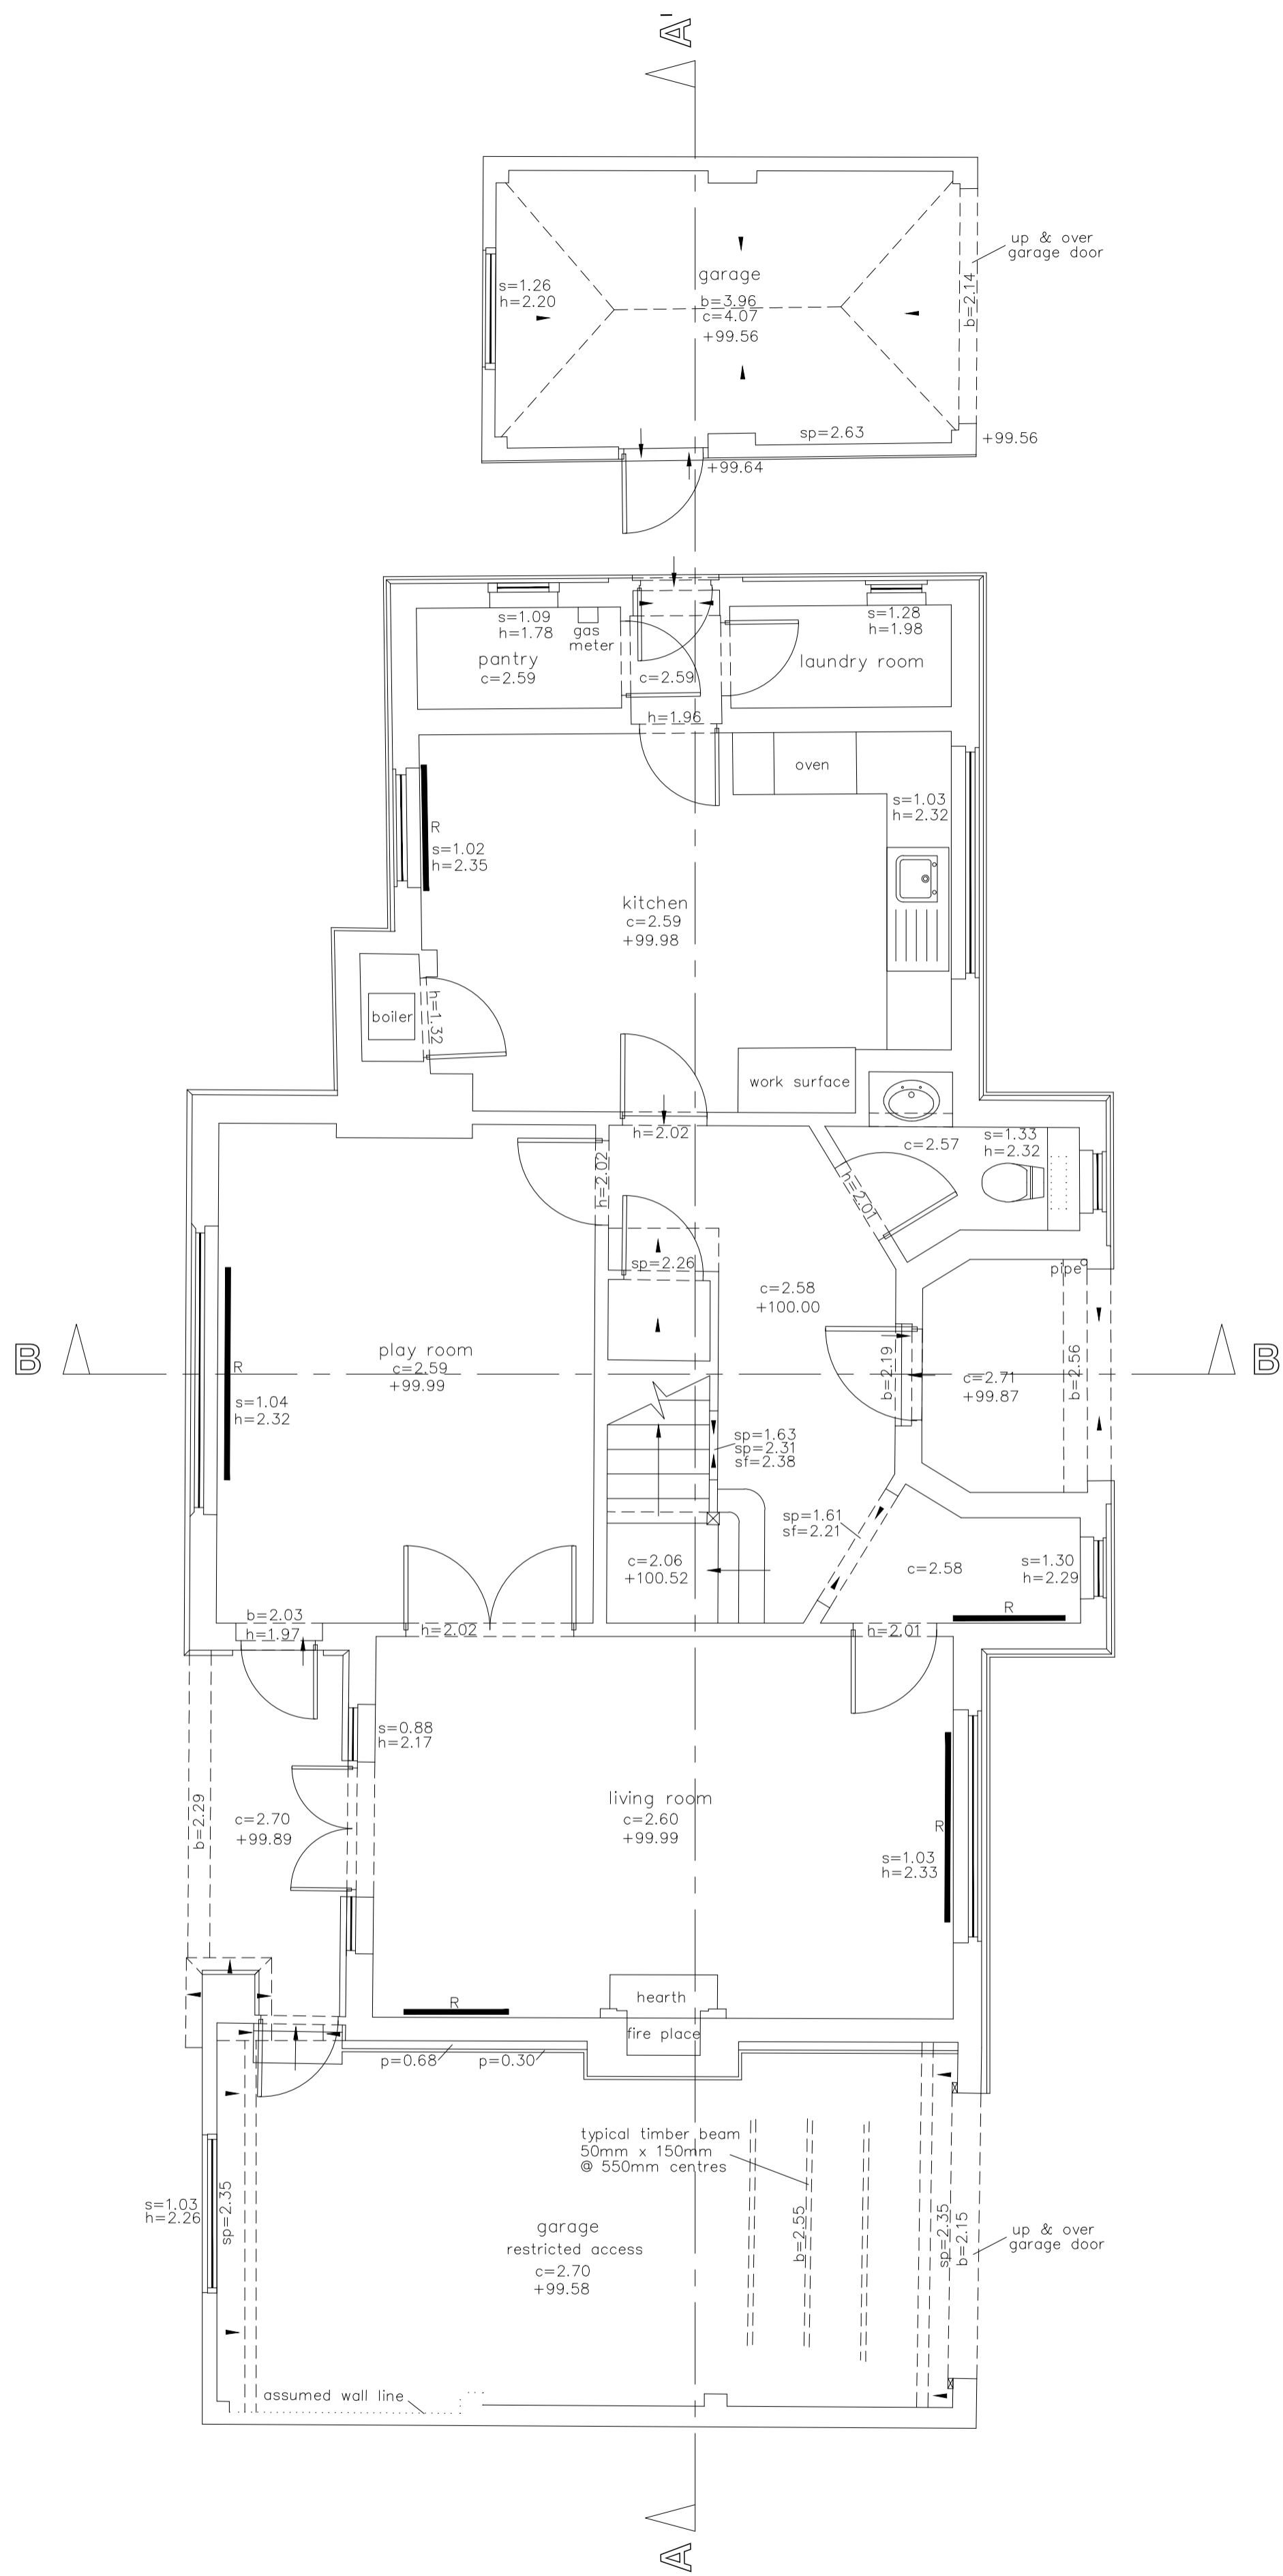 A'
up & over
garage door
s=1.26
h=2.20
garage
b=3.96
c=4.07
+99.56
b=2.14
sp=2.63
+99.56
+99.64
s=1.09
h=1.78
gas
meter
pantry
c=2.59
c=2.59
s=1.28
h=1.98
laundry room
h=1.96
oven
s=1.03
h=2.32
R
s=1.02
h=2.35
kitchen
c=2.59
+99.98
boiler
h=1.32
work surface
h=2.02
c=2.57
s=1.33
h=2.32
h=2.02
h=2.01
sp=2.26
pipe
c=2.58
+100.00
B
play room
c=2.59
+99.99
R
s=1.04
h=2.32
b=2.19
c=2.71
+99.87
b=2.56
B
sp=1.63
sp=2.31
sf=2.38
sp=1.61
sf=2.21
c=2.06
+100.52
c=2.58
s=1.30
h=2.29
R
b=2.03
h=1.97
h=2.02
h=2.01
s=0.88
h=2.17
living room
c=2.60
+99.99
b=2.29
c=2.70
+99.89
R
s=1.03
h=2.33
hearth
R
fire place
p=0.68
p=0.30
typical timber beam
50mm x 150mm
@ 550mm centres
s=1.03
h=2.26
sp=2.35
garage
restricted access
c=2.70
+99.58
b=2.55
sp=2.35
b=2.15
up & over
garage door
assumed wall line
A